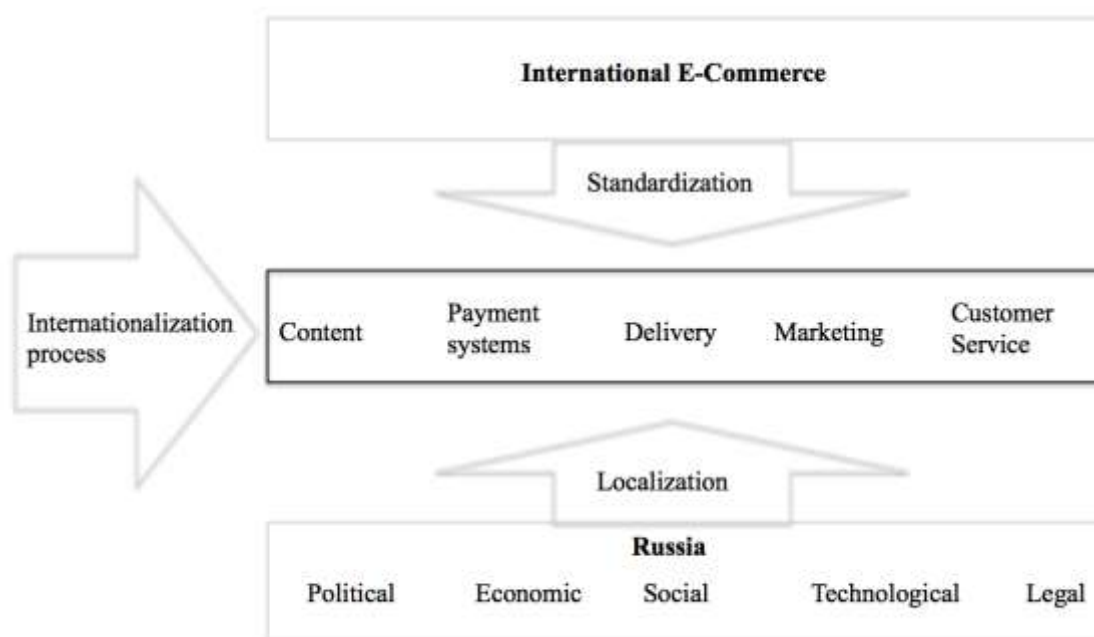 International E-Commerce
Standardization
Internationalization
process
Content
Payment
systems
Delivery
Marketing
Customer
Service
Localization
Russia
Political Economic Social Technological Legal